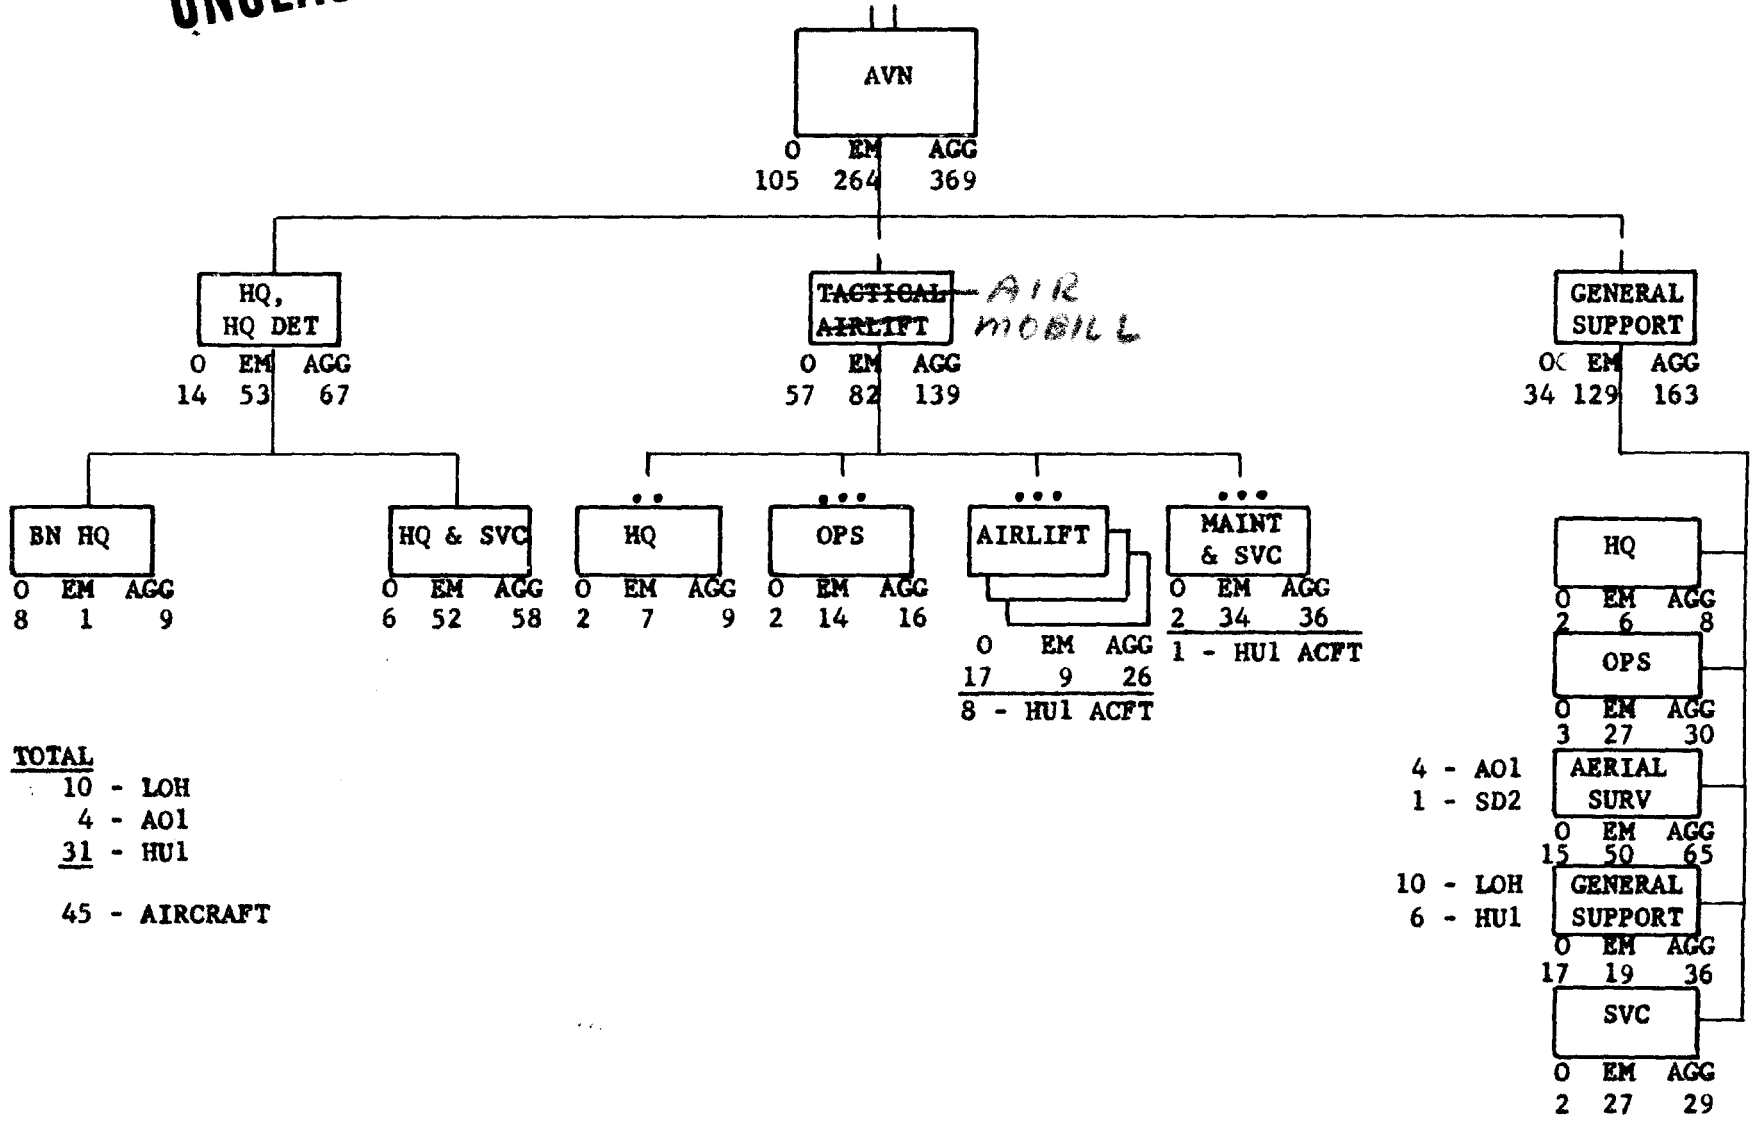 AVN
O EM AGG
105 264 369
HQ,
HQ DET
O EM AGG
14 53 67
TACTICAL
AIRLIFT
AIR
MOBILL
O EM AGG
57 82 139
GENERAL
SUPPORT
O EM AGG
34 129 163
BN HQ
O EM AGG
8 1 9
HQ & SVC
O EM AGG
6 52 58
HQ
O EM AGG
2 7 9
OPS
O EM AGG
2 14 16
AIRLIFT
O EM AGG
17 9 26
8 - HU1 ACFT
MAINT
& SVC
O EM AGG
2 34 36
1 - HU1 ACFT
HQ
O EM AGG
2 6 8
OPS
O EM AGG
3 27 30
4 - AO1
1 - SD2
AERIAL
SURV
O EM AGG
15 50 65
10 - LOH
6 - HU1
GENERAL
SUPPORT
O EM AGG
17 19 36
SVC
O EM AGG
2 27 29
TOTAL
10 - LOH
4 - AO1
31 - HU1
45 - AIRCRAFT